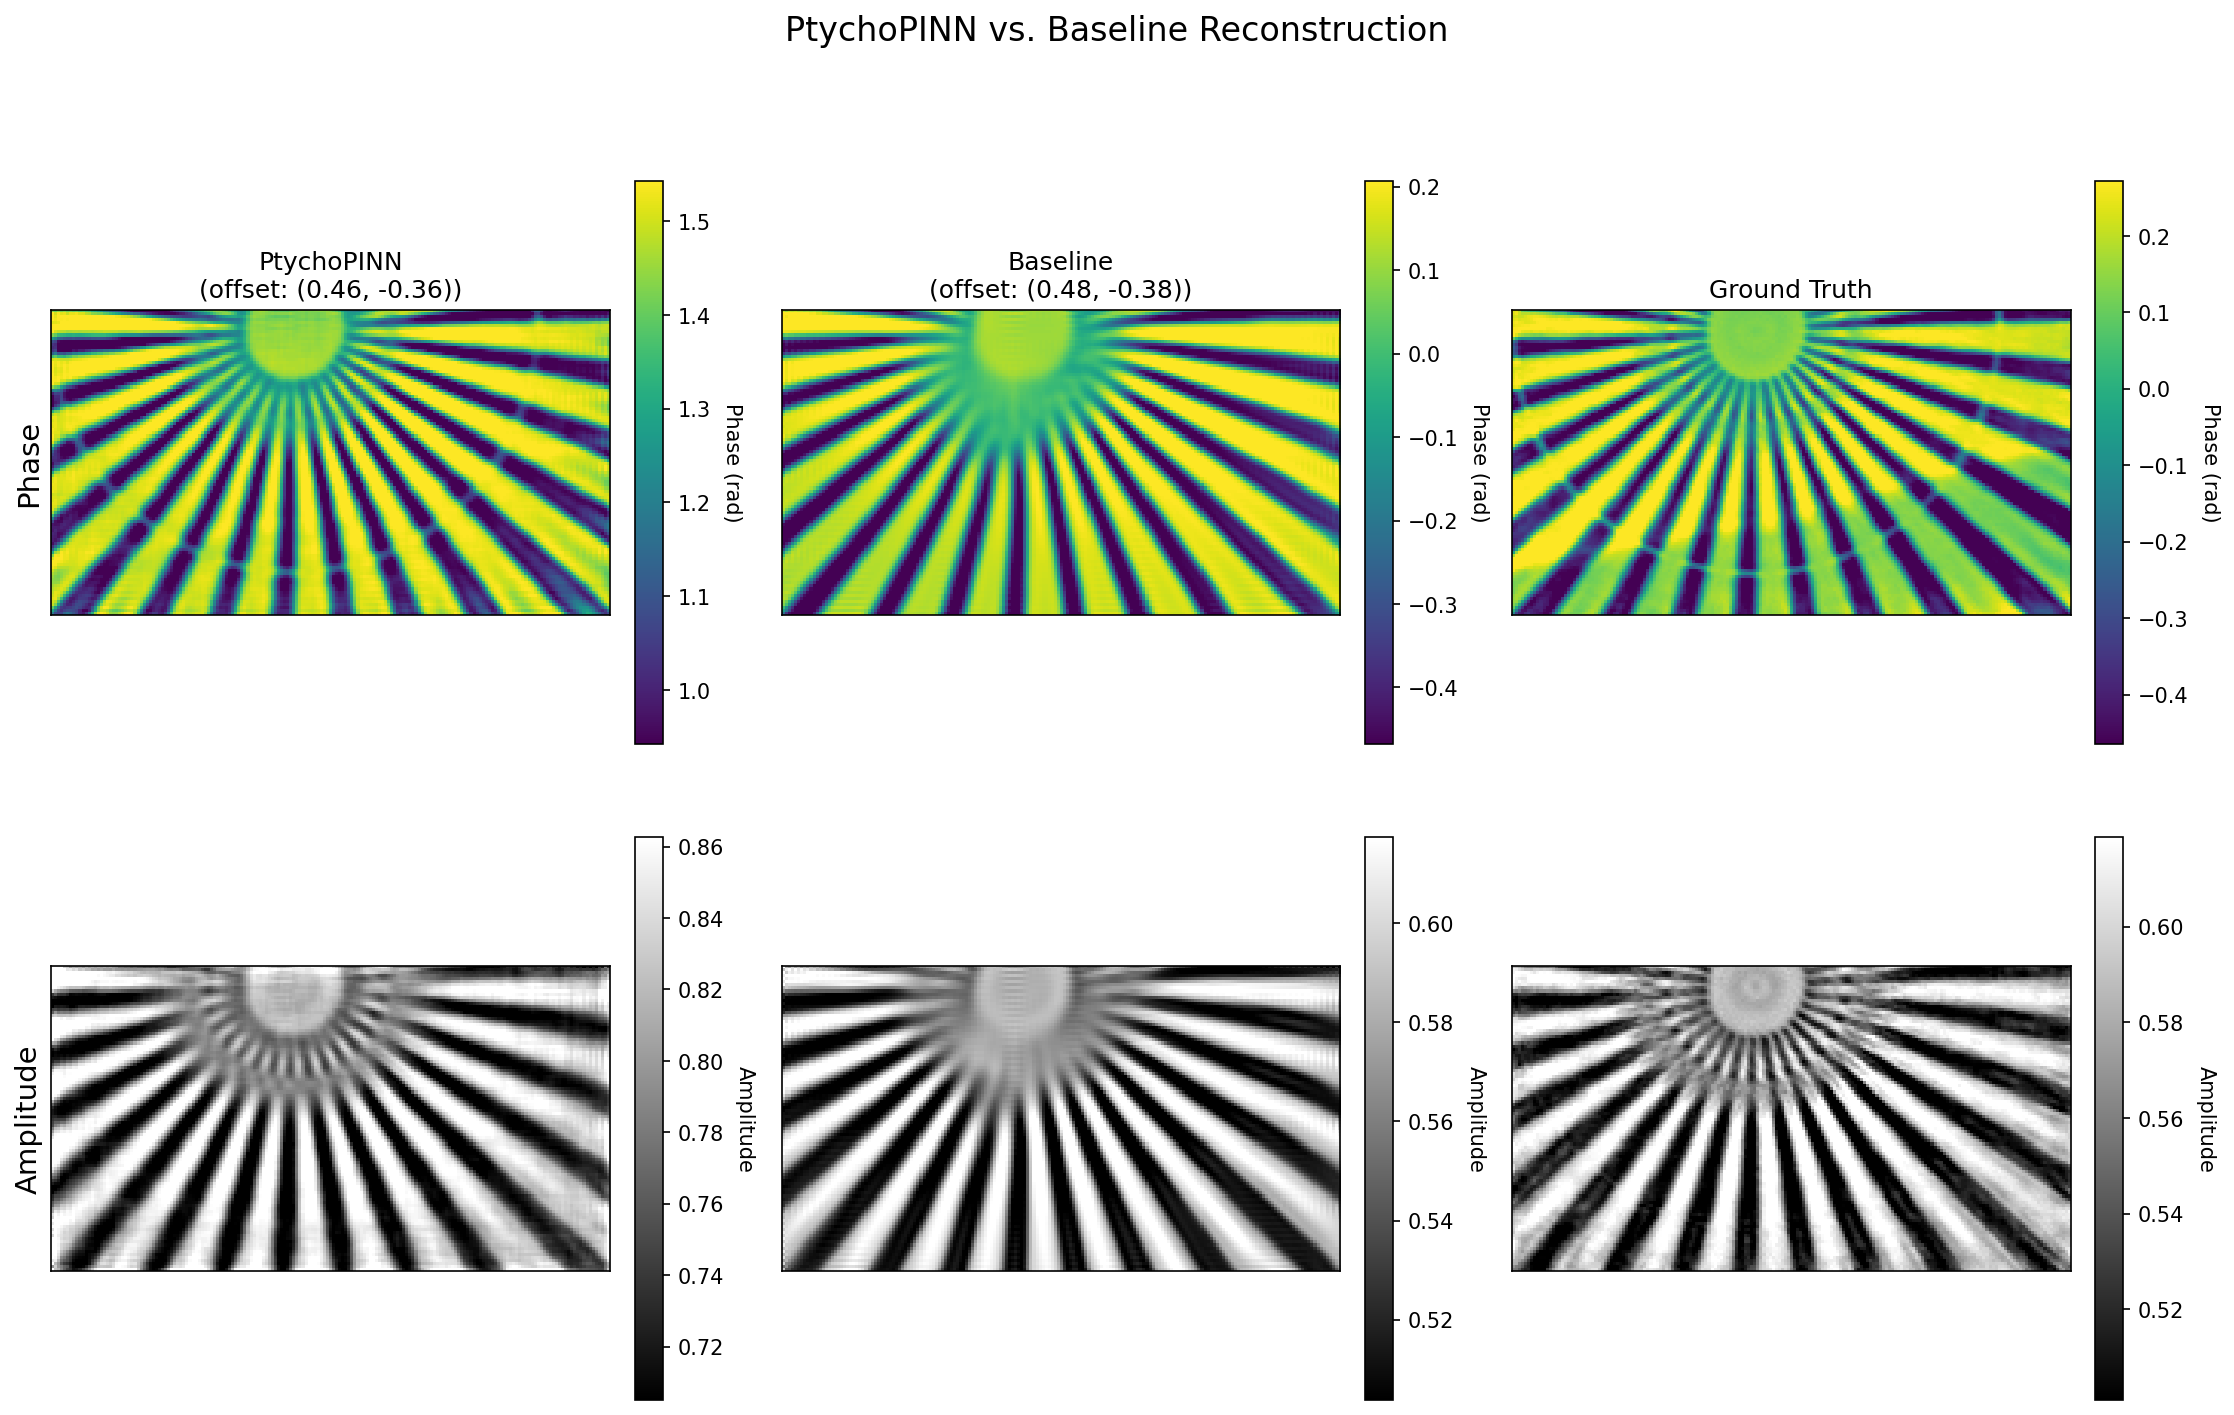 PtychoPINN vs. Baseline Reconstruction
PtychoPINN
(offset: (0.46, -0.36))
Baseline
(offset: (0.48, -0.38))
Ground Truth
Phase
1.5
1.4
1.3
1.2
1.1
1.0
Phase (rad)
0.2
0.1
0.0
−0.1
−0.2
−0.3
−0.4
Phase (rad)
0.2
0.1
0.0
−0.1
−0.2
−0.3
−0.4
Phase (rad)
Amplitude
0.86
0.84
0.82
0.80
0.78
0.76
0.74
0.72
Amplitude
0.60
0.58
0.56
0.54
0.52
Amplitude
0.60
0.58
0.56
0.54
0.52
Amplitude